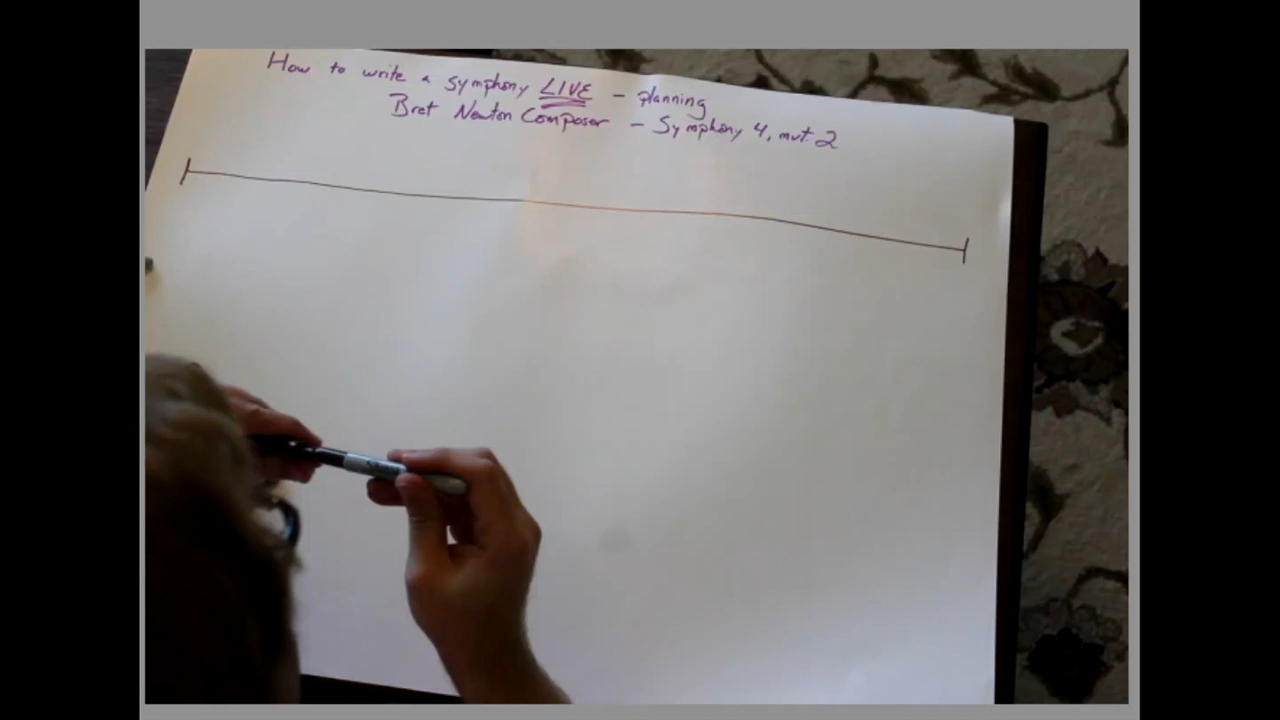 How to write a symphony LIVE - planning
Bret Newton Composer - Symphony 4, mvt. 2